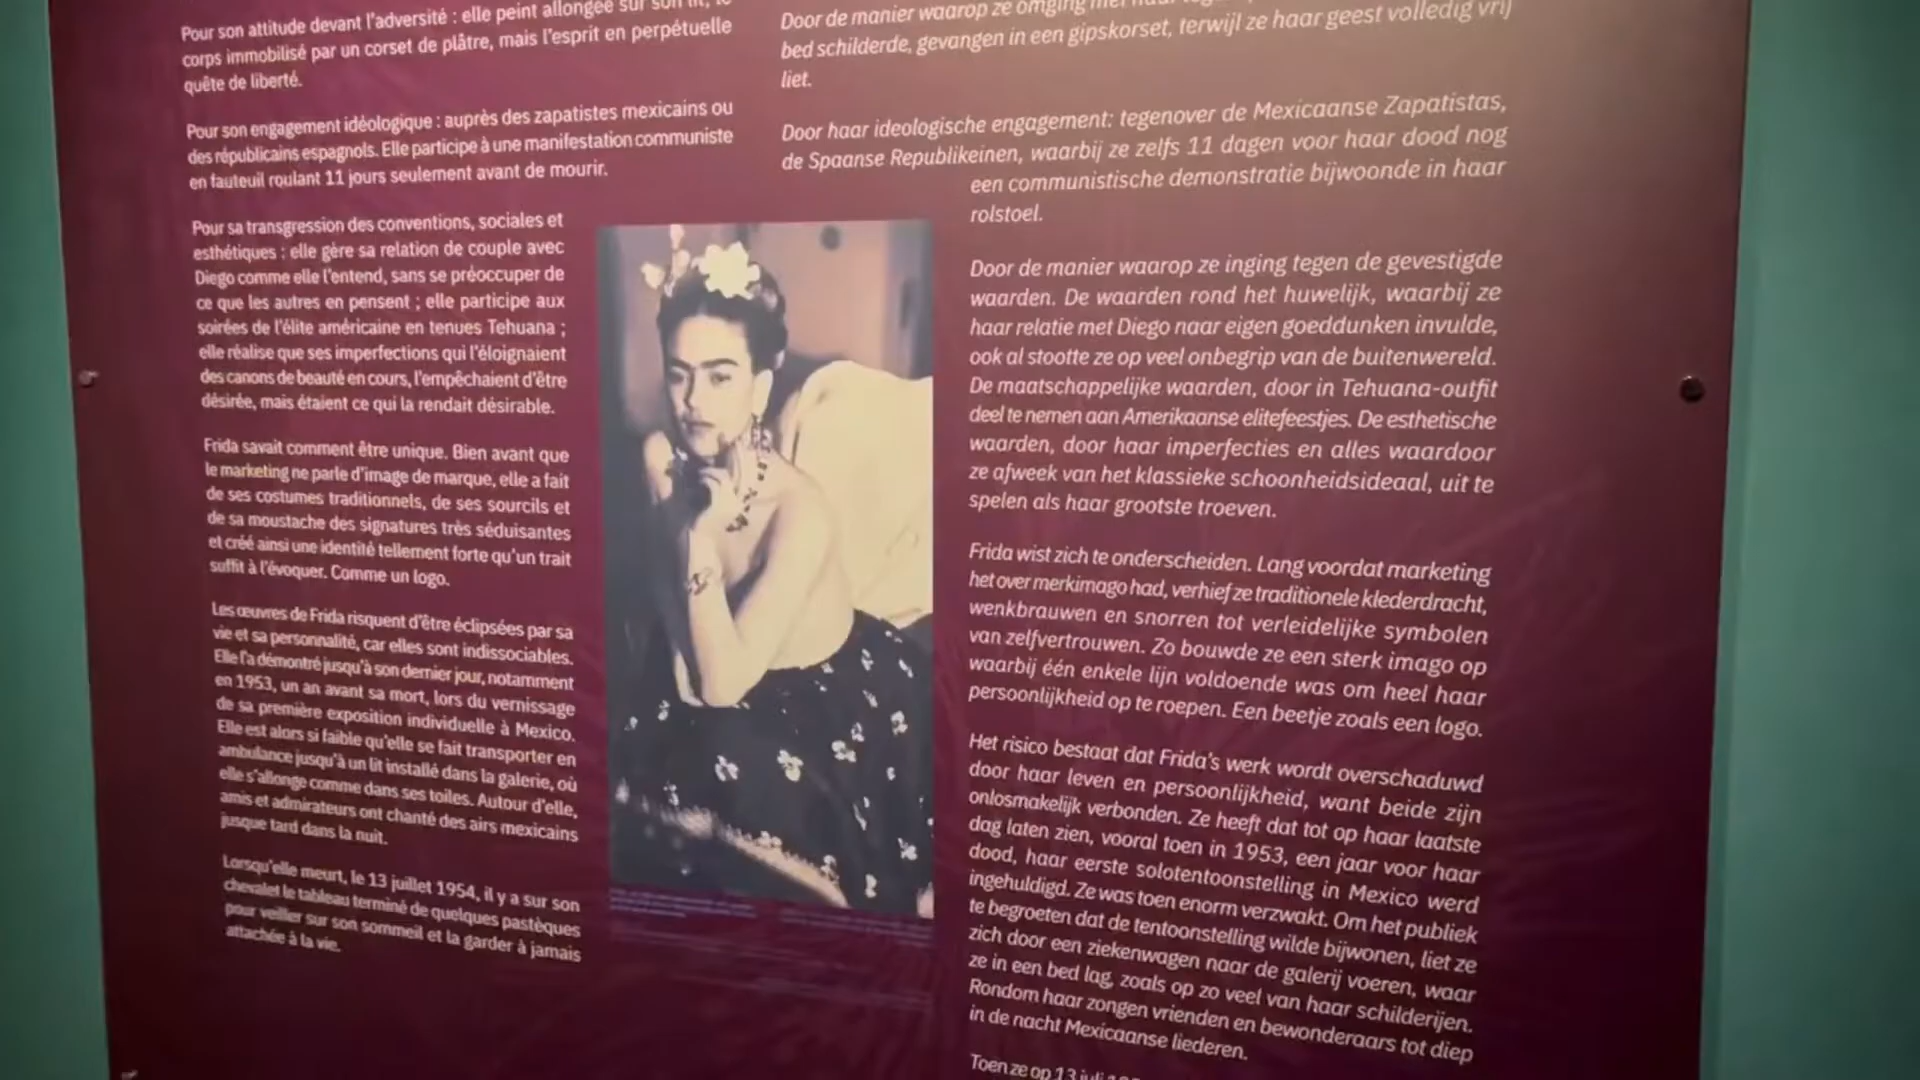 Pour son attitude devant l'adversité : elle peint allongée sur son lit, le
corps immobilisé par un corset de plâtre, mais l'esprit en perpétuelle
quête de liberté.
Pour son engagement idéologique : auprès des zapatistes mexicains ou
des républicains espagnols. Elle participe à une manifestation communiste
en fauteuil roulant 11 jours seulement avant de mourir.
Pour sa transgression des conventions, sociales et
esthétiques : elle gère sa relation de couple avec
Diego comme elle l'entend, sans se préoccuper de
ce que les autres en pensent ; elle participe aux
soirées de l'élite américaine en tenues Tehuana ;
elle réalise que ses imperfections qui l'éloignaient
des canons de beauté en cours, l'empêchaient d'être
désirée, mais étaient ce qui la rendait désirable.
Frida savait comment être unique. Bien avant que
le marketing ne parle d'image de marque, elle a fait
de ses costumes traditionnels, de ses sourcils et
de sa moustache des signatures très séduisantes
et créé ainsi une identité tellement forte qu'un trait
suffit à l'évoquer. Comme un logo.
Les œuvres de Frida risquent d'être éclipsées par sa
vie et sa personnalité, car elles sont indissociables.
Elle l'a démontré jusqu'à son dernier jour, notamment
en 1953, un an avant sa mort, lors du vernissage
de sa première exposition individuelle à Mexico.
Elle est alors si faible qu'elle se fait transporter en
ambulance jusqu'à un lit installé dans la galerie, où
elle s'allonge comme dans ses toiles. Autour d'elle,
amis et admirateurs ont chanté des airs mexicains
jusque tard dans la nuit.
Lorsqu'elle meurt, le 13 juillet 1954, il y a sur son
chevalet le tableau terminé de quelques pastèques
pour veiller sur son sommeil et la garder à jamais
attachée à la vie.
Door de manier waarop ze omging met haar
bed schilderde, gevangen in een gipskorset, terwijl ze haar geest volledig vrij
liet.
Door haar ideologische engagement: tegenover de Mexicaanse Zapatistas,
de Spaanse Republikeinen, waarbij ze zelfs 11 dagen voor haar dood nog
een communistische demonstratie bijwoonde in haar
rolstoel.
Door de manier waarop ze inging tegen de gevestigde
waarden. De waarden rond het huwelijk, waarbij ze
haar relatie met Diego naar eigen goeddunken invulde,
ook al stootte ze op veel onbegrip van de buitenwereld.
De maatschappelijke waarden, door in Tehuana-outfit
deel te nemen aan Amerikaanse elitefeestjes. De esthetische
waarden, door haar imperfecties en alles waardoor
ze afweek van het klassieke schoonheidsideaal, uit te
spelen als haar grootste troeven.
Frida wist zich te onderscheiden. Lang voordat marketing
het over merkimago had, verhief ze traditionele klederdracht,
wenkbrauwen en snorren tot verleidelijke symbolen
van zelfvertrouwen. Zo bouwde ze een sterk imago op
waarbij één enkele lijn voldoende was om heel haar
persoonlijkheid op te roepen. Een beetje zoals een logo.
Het risico bestaat dat Frida's werk wordt overschaduwd
door haar leven en persoonlijkheid, want beide zijn
onlosmakelijk verbonden. Ze heeft dat tot op haar laatste
dag laten zien, vooral toen in 1953, een jaar voor haar
dood, haar eerste solotentoonstelling in Mexico werd
ingehuldigd. Ze was toen enorm verzwakt. Om het publiek
te begroeten dat de tentoonstelling wilde bijwonen, liet ze
zich door een ziekenwagen naar de galerij voeren, waar
ze in een bed lag, zoals op zo veel van haar schilderijen.
Rondom haar zongen vrienden en bewonderaars tot diep
in de nacht Mexicaanse liederen.
Toen ze op 13 juli